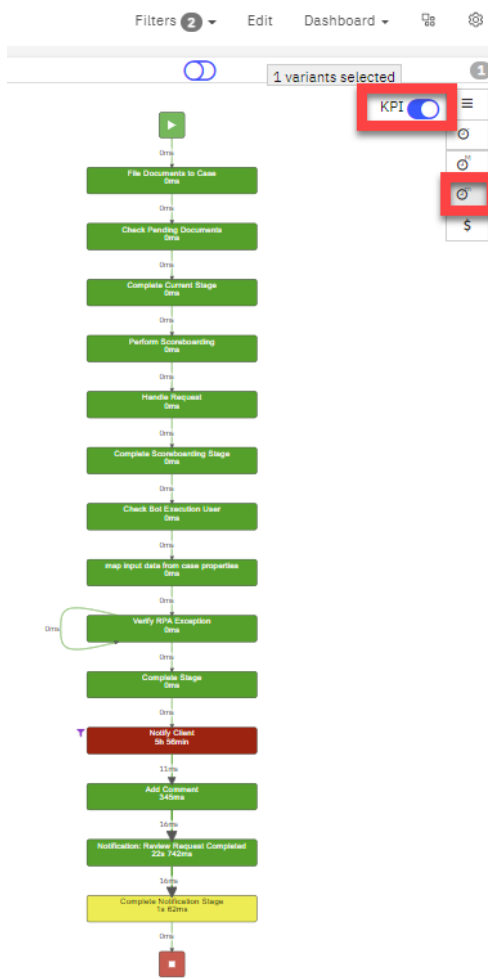 Filters 2 Edit Dashboard
1 variants selected 1
KPI
M
$
0ms
File Documents to Case
0ms
0ms
Check Pending Documents
0ms
0ms
Complete Current Stage
0ms
0ms
Perform Scoreboarding
0ms
0ms
Handle Request
0ms
0ms
Complete Scoreboarding Stage
0ms
0ms
Check Bot Execution User
0ms
0ms
map input data from case properties
0ms
0ms
Verify RPA Exception
0ms
0ms
0ms
Complete Stage
0ms
0ms
Notify Client
5h 56min
11ms
Add Comment
345ms
16ms
Notification: Review Request Completed
22s 742ms
16ms
Complete Notification Stage
1s 62ms
0ms